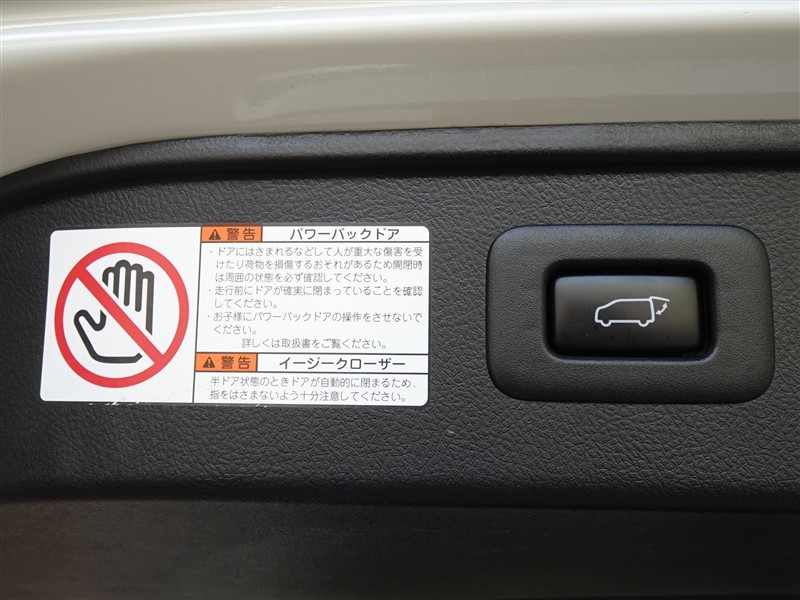 警告 パワーバックドア
・ドアにはさまれるなどして人が重大な傷害を受
けたり荷物を損傷するおそれがあるため開閉時
は周囲の状態を必ず確認してください。
・走行前にドアが確実に閉まっていることを確認
してください。
・お子様にパワーバックドアの操作をさせないで
ください。
詳しくは取扱書をご覧ください。
警告 イージークローザー
半ドア状態のときドアが自動的に閉まるため、
指をはさまないよう十分注意してください。